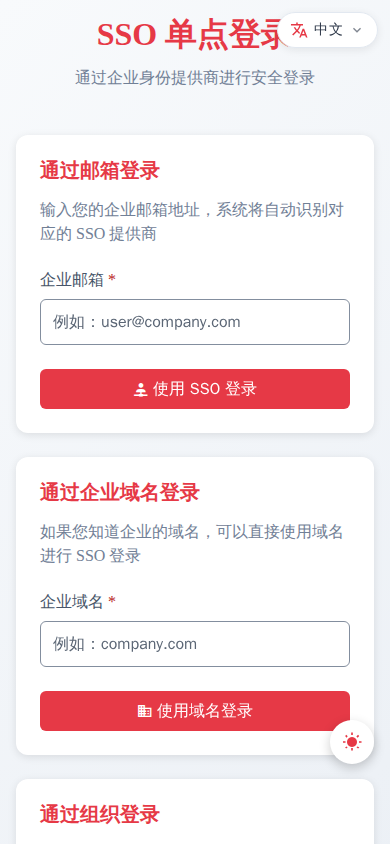 SSO 单点登录
中文
通过企业身份提供商进行安全登录
通过邮箱登录
输入您的企业邮箱地址，系统将自动识别对
应的 SSO 提供商
企业邮箱 *
例如：user@company.com
使用 SSO 登录
通过企业域名登录
如果您知道企业的域名，可以直接使用域名
进行 SSO 登录
企业域名 *
例如：company.com
使用域名登录
通过组织登录